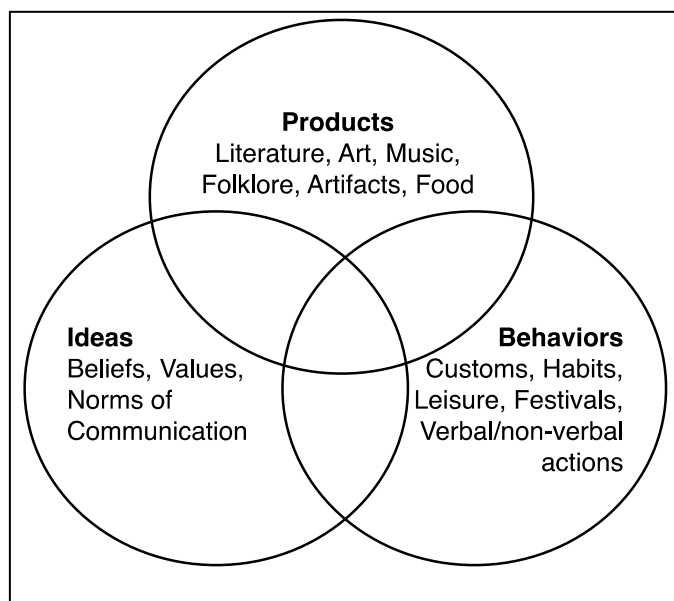 Products
Literature, Art, Music,
Folklore, Artifacts, Food
Ideas
Beliefs, Values,
Norms of
Communication
Behaviors
Customs, Habits,
Leisure, Festivals,
Verbal/non-verbal
actions